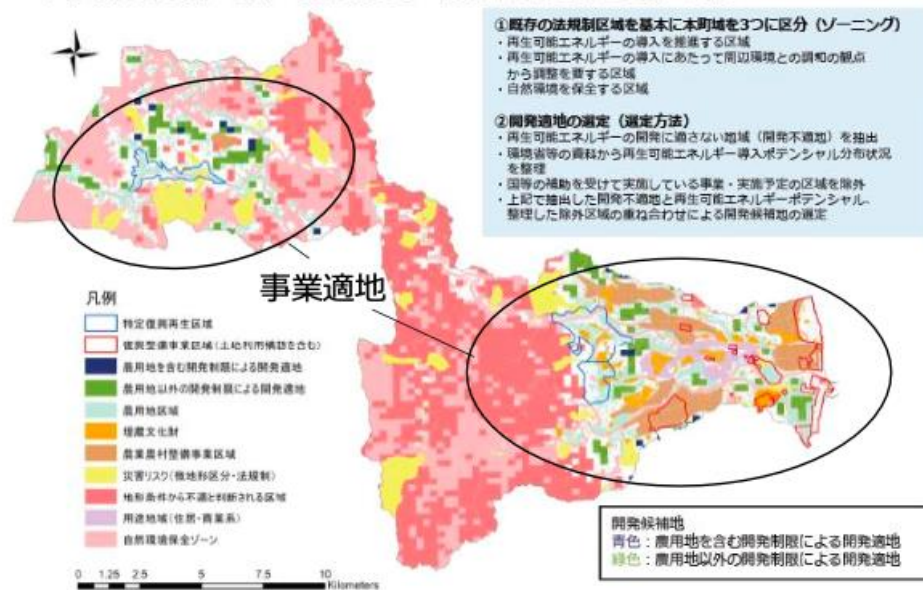 ①既存の法規制区域を基本に本町域を3つに区分（ゾーニング）
・再生可能エネルギーの導入を推進する区域
・再生可能エネルギーの導入にあたって周辺環境との調和の観点
から調整を要する区域
・自然環境を保全する区域
②開発適地の選定（選定方法）
・再生可能エネルギーの開発に適さない地域（開発不適地）を抽出
・環境省等の資料から再生可能エネルギー導入ポテンシャル分布状況
を整理
・国等の補助を受けて実施している事業・実施予定の区域を除外
・上記で抽出した開発不適地と再生可能エネルギーポテンシャル、
整理した除外区域の重ね合わせによる開発候補地の選定
事業適地
凡例
特定復興再生区域
復興整備事業区域（土地利用構想を含む）
農用地を含む開発制限による開発適地
農用地以外の開発制限による開発適地
農用地区域
埋蔵文化財
農業農村整備事業区域
災害リスク（微地形区分・法規制）
地形条件から不適と判断される区域
用途地域（住居・商業系）
自然環境保全ゾーン
0 1.25 2.5 5 7.5 10
Kilometers
開発候補地
青色：農用地を含む開発制限による開発適地
緑色：農用地以外の開発制限による開発適地